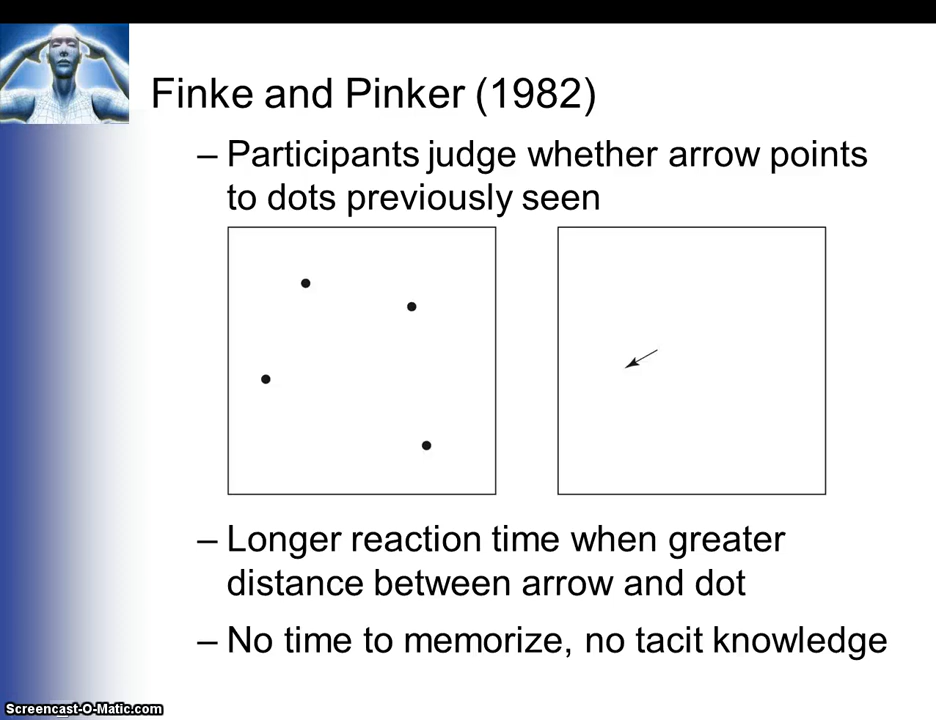 Finke and Pinker (1982)
– Participants judge whether arrow points
to dots previously seen
– Longer reaction time when greater
distance between arrow and dot
– No time to memorize, no tacit knowledge
Screencast-O-Matic.com